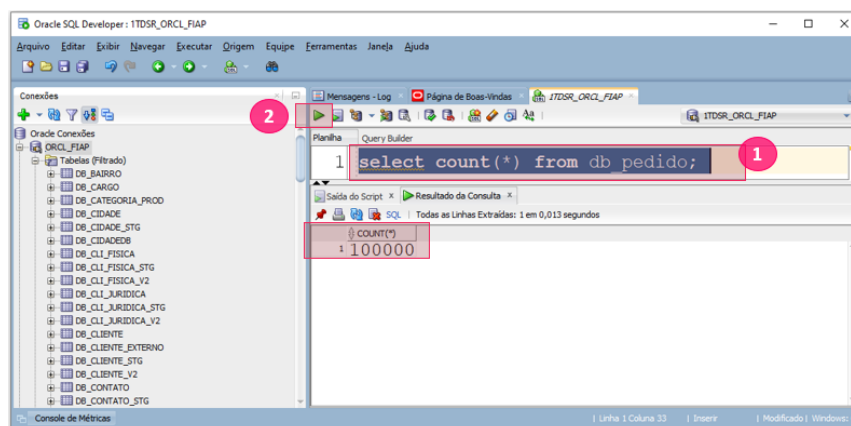 Oracle SQL Developer : 1TDSR_ORCL_FIAP
Arquivo Editar Exibir Navegar Executar Origem Equipe Ferramentas Janela Ajuda
Conexões
Oracle Conexões
ORCL_FIAP
Tabelas (Filtrado)
DB_BAIRRO
DB_CARGO
DB_CATEGORIA_PROD
DB_CIDADE
DB_CIDADE_STG
DB_CIDADEDB
DB_CLI_FISICA
DB_CLI_FISICA_STG
DB_CLI_FISICA_V2
DB_CLI_JURIDICA
DB_CLI_JURIDICA_STG
DB_CLI_JURIDICA_V2
DB_CLIENTE
DB_CLIENTE_EXTERNO
DB_CLIENTE_STG
DB_CLIENTE_V2
DB_CONTATO
DB_CONTATO_STG
Mensagens - Log Página de Boas-Vindas 1TDSR_ORCL_FIAP
2
1TDSR_ORCL_FIAP
Planilha Query Builder
1 select count(*) from db_pedido;
1
Saída do Script x Resultado da Consulta x
SQL | Todas as Linhas Extraídas: 1 em 0,013 segundos
COUNT(*)
1 100000
Console de Métricas | Linha 1 Coluna 33 | Inserir | Modificado | Windows: